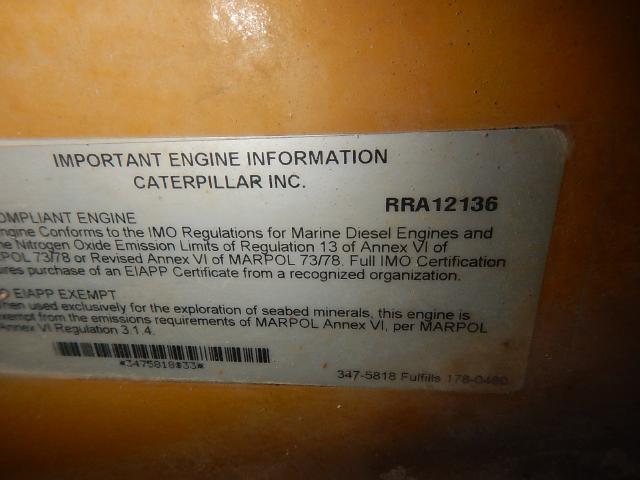 IMPORTANT ENGINE INFORMATION
CATERPILLAR INC.
RRA12136
OMPLIANT ENGINE
ngine Conforms to the IMO Regulations for Marine Diesel Engines and
he Nitrogen Oxide Emission Limits of Regulation 13 of Annex VI of
POL 73/78 or Revised Annex VI of MARPOL 73/78. Full IMO Certification
ures purchase of an EIAPP Certificate from a recognized organization.
O EIAPP EXEMPT
hen used exclusively for the exploration of seabed minerals, this engine is
exempt from the emissions requirements of MARPOL Annex VI, per MARPOL
Annex VI Regulation 3.1.4.
*3475818#33*
347-5818 Fulfills 178-0480